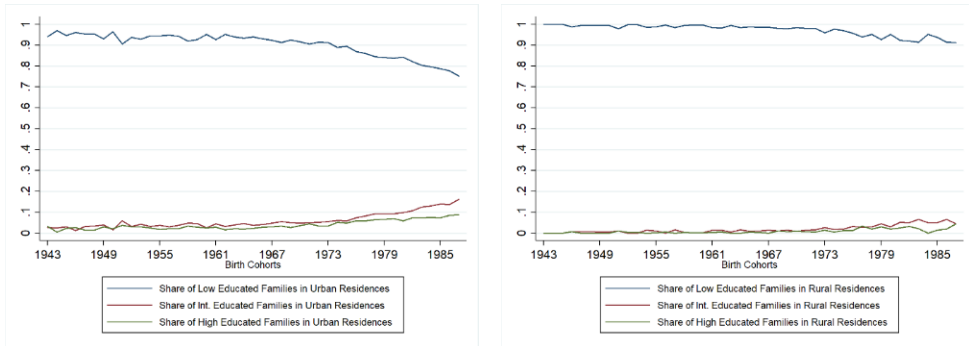 1
.9
.8
.7
.6
.5
.4
.3
.2
.1
0
1943 1949 1955 1961 1967 1973 1979 1985
Birth Cohorts
Share of Low Educated Families in Urban Residences
Share of Int. Educated Families in Urban Residences
Share of High Educated Families in Urban Residences
1
.9
.8
.7
.6
.5
.4
.3
.2
.1
0
1943 1949 1955 1961 1967 1973 1979 1985
Birth Cohorts
Share of Low Educated Families in Rural Residences
Share of Int. Educated Families in Rural Residences
Share of High Educated Families in Rural Residences